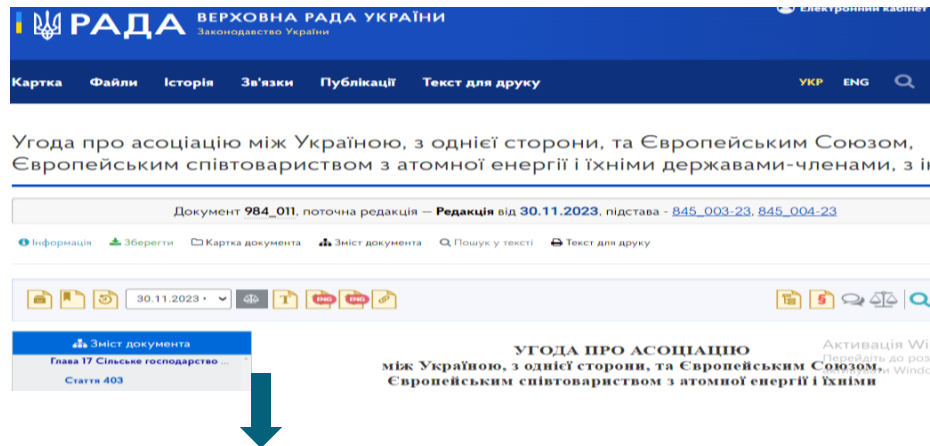 Електронний кабінет
РАДА ВЕРХОВНА РАДА УКРАЇНИ
Законодавство України
Картка Файли Історія Зв'язки Публікації Текст для друку УКР ENG
Угода про асоціацію між Україною, з однієї сторони, та Європейським Союзом,
Європейським співтовариством з атомної енергії і їхніми державами-членами, з
Документ 984_011, поточна редакція — Редакція від 30.11.2023, підстава - 845_003-23, 845_004-23
Інформація Зберегти Картка документа Зміст документа Пошук у тексті Текст для друку
30.11.2023 ENG ENG
Зміст документа
Глава 17 Сільське господарство ...
Стаття 403
УГОДА ПРО АСОЦІАЦІЮ
між Україною, з однієї сторони, та Європейським Союзом,
Європейським співтовариством з атомної енергії і їхніми
Активація Wi
Перейдіть до роз
Windo